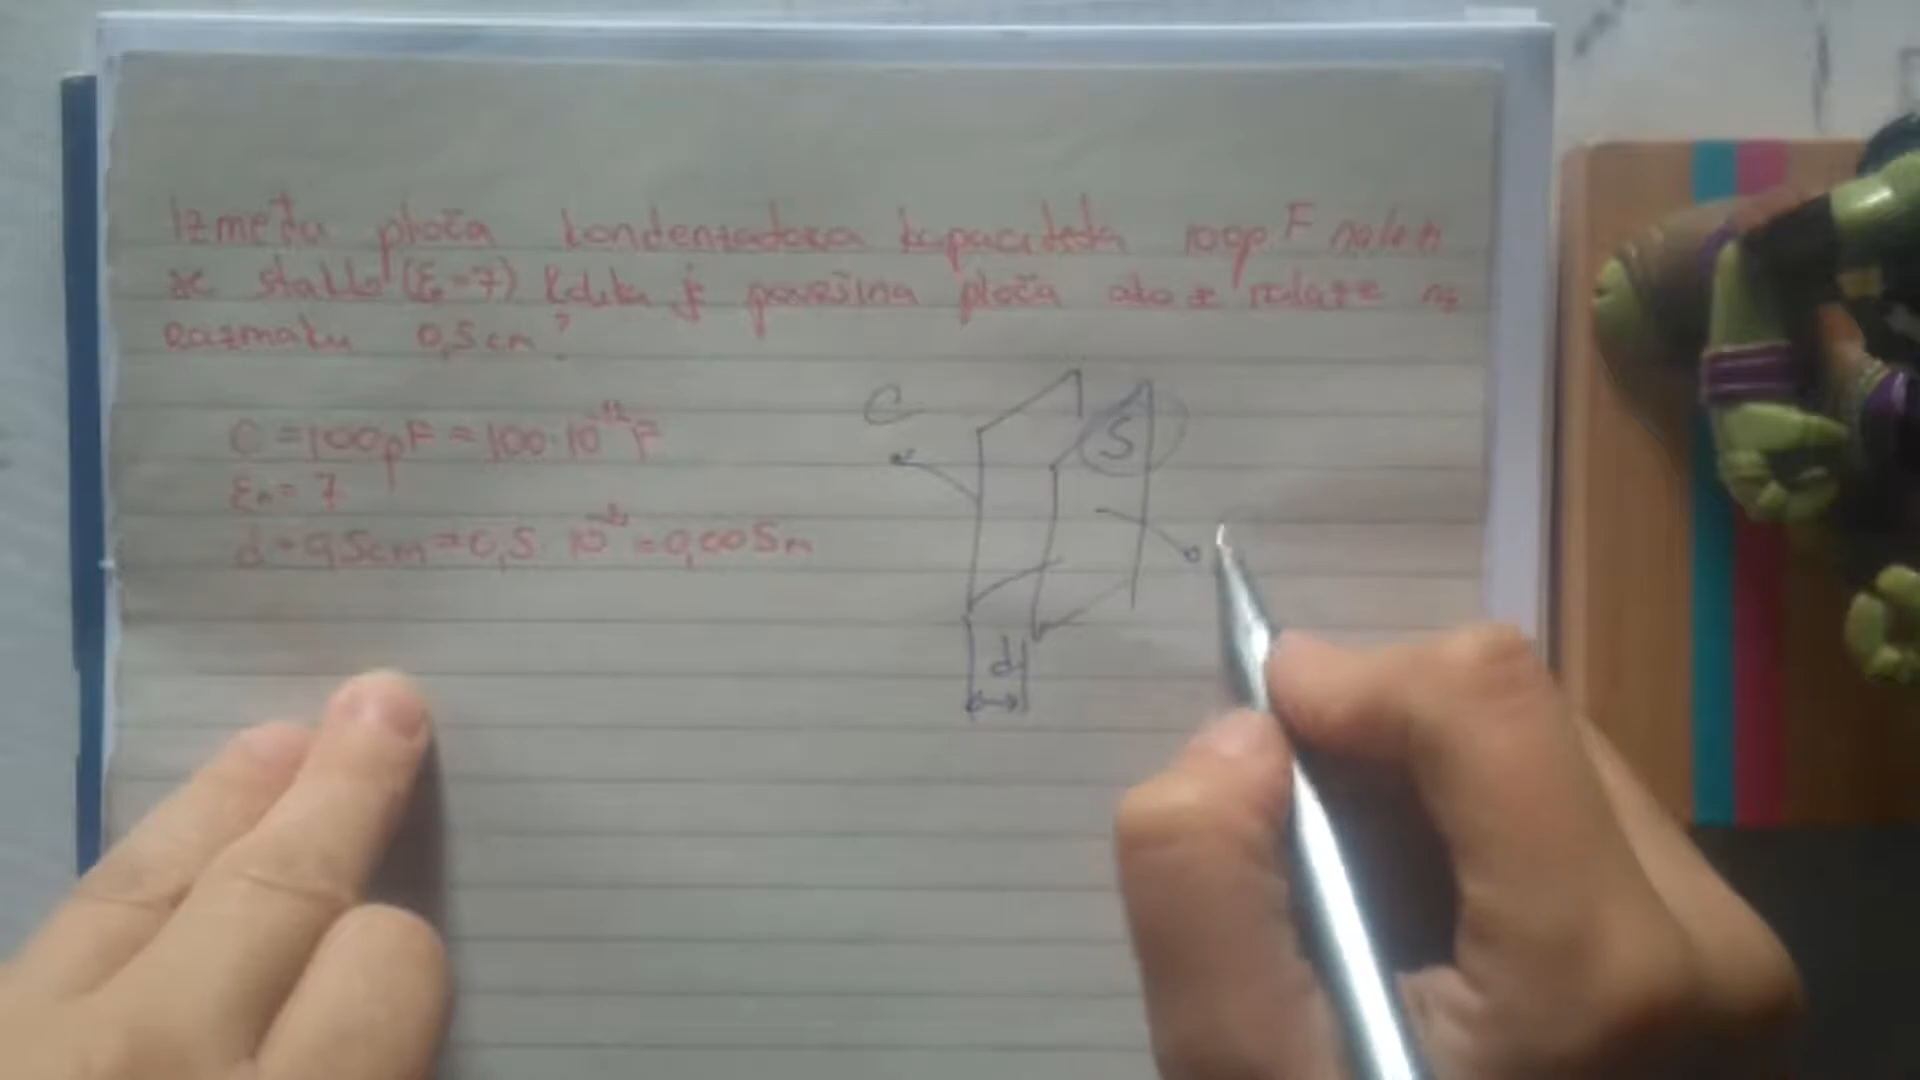 Između ploča kondenzatora kapaciteta 100pF nalazi
se staklo (εr=7) Kolika je površina ploča ako se nalaze na
razmaku 0,5cm?
C = 100pF = 100·10⁻¹²F
εr = 7
d = 0,5cm = 0,5·10⁻² = 0,005m
C
S
d